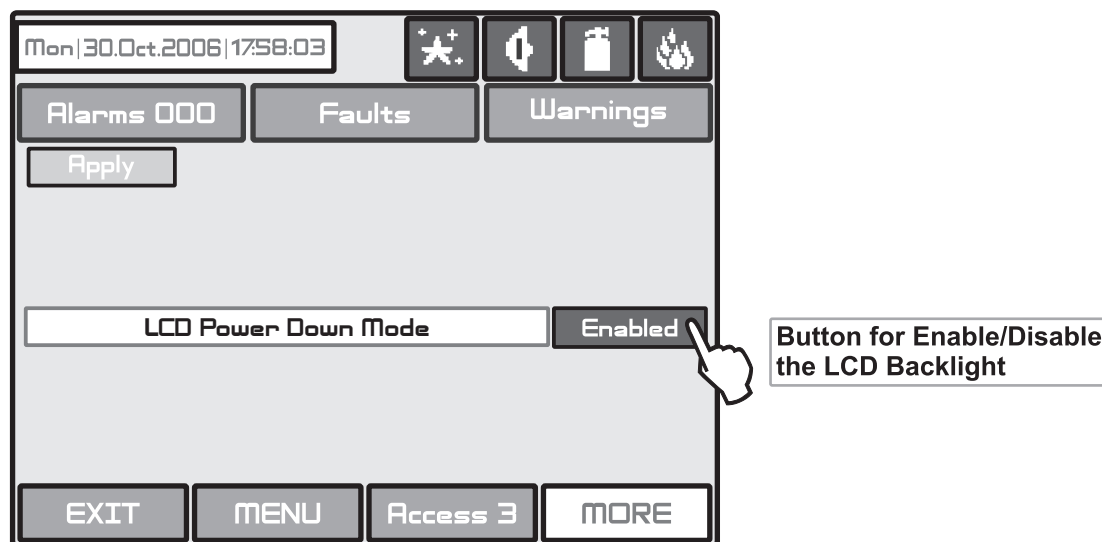 Mon|30.Oct.2006|17:58:03
Alarms 000 Faults Warnings
Apply
LCD Power Down Mode Enabled
Button for Enable/Disable
the LCD Backlight
EXIT MENU Access 3 MORE